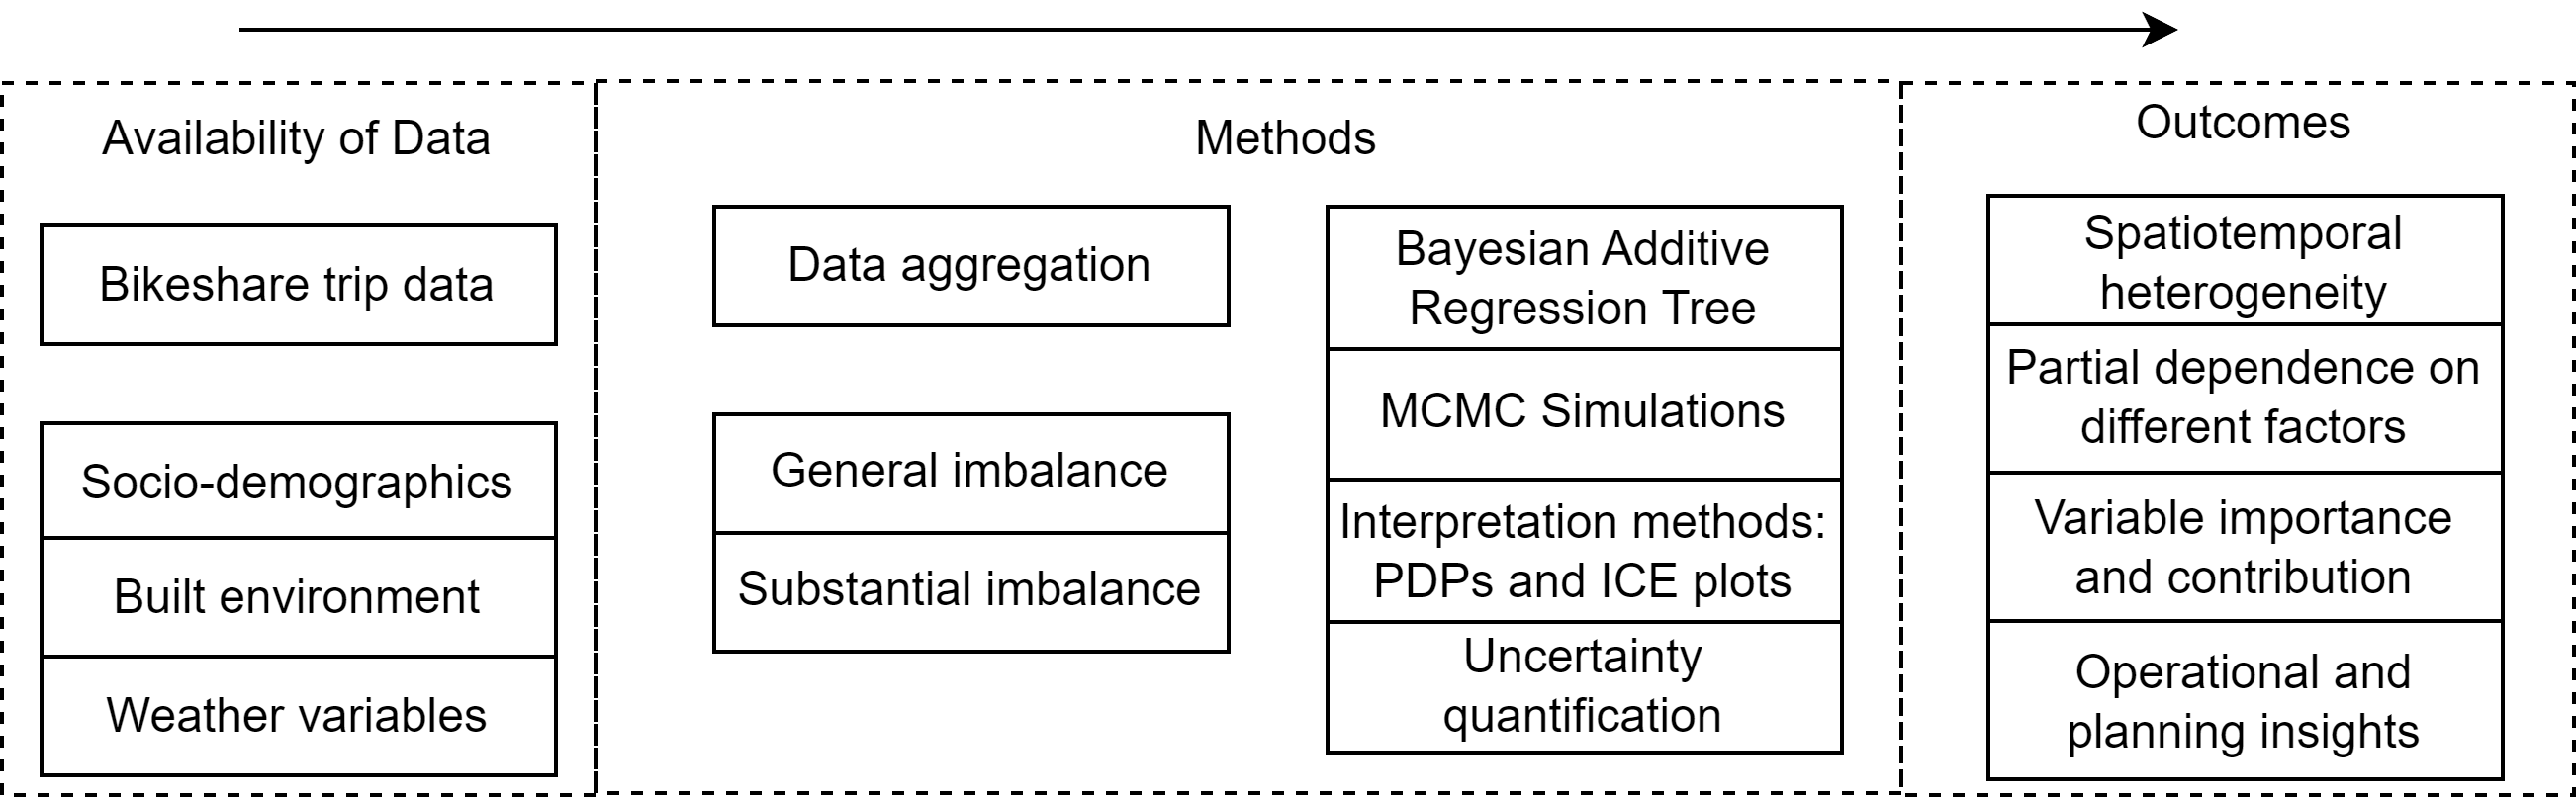 Availability of Data
Bikeshare trip data
Socio-demographics
Built environment
Weather variables
Methods
Data aggregation
General imbalance
Substantial imbalance
Bayesian Additive
Regression Tree
MCMC Simulations
Interpretation methods:
PDPs and ICE plots
Uncertainty
quantification
Outcomes
Spatiotemporal
heterogeneity
Partial dependence on
different factors
Variable importance
and contribution
Operational and
planning insights